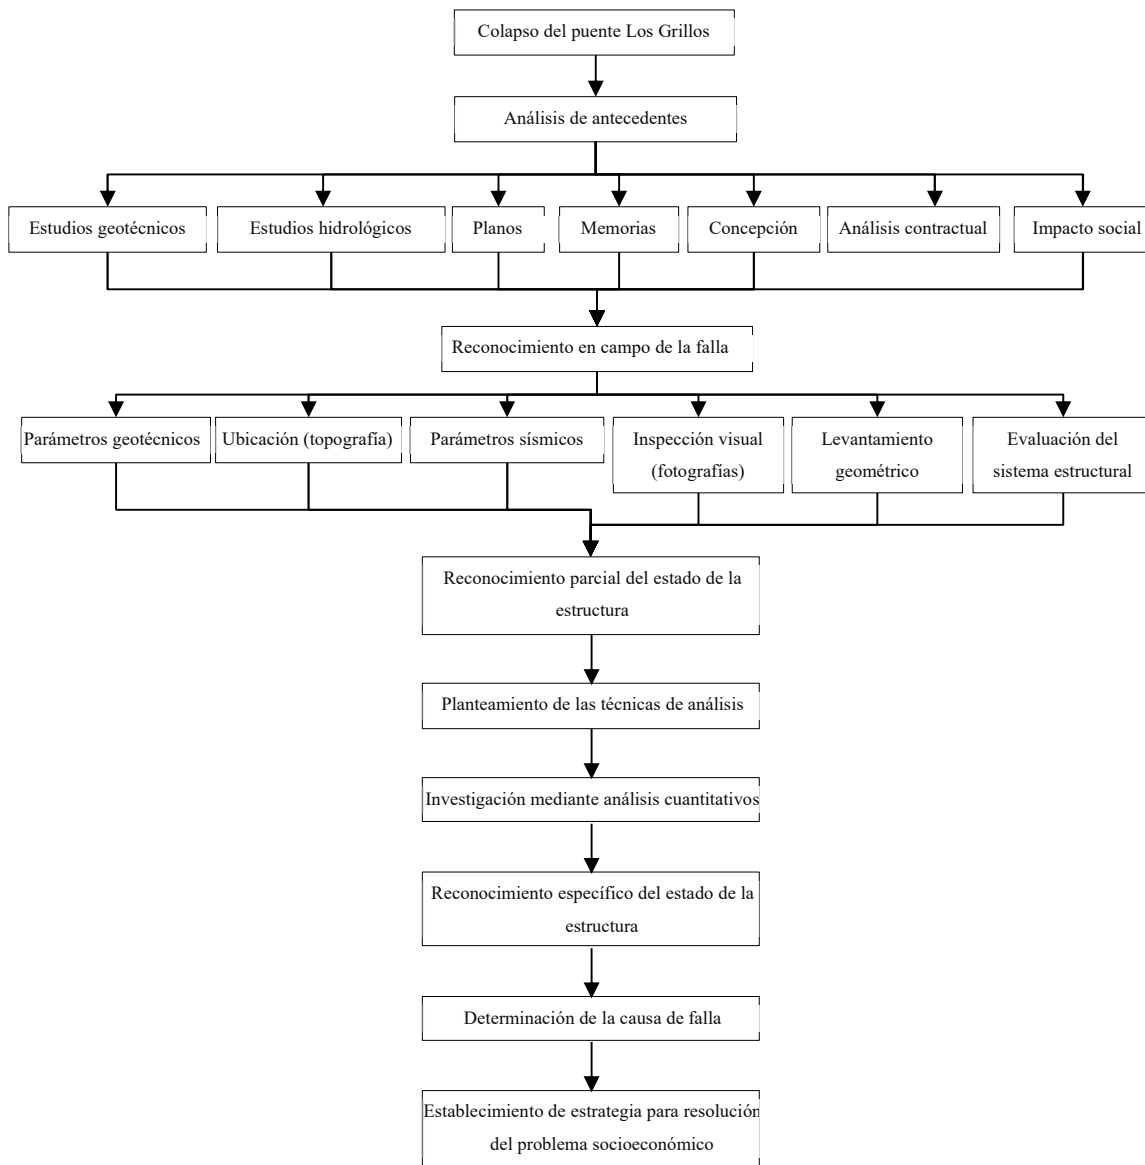 Colapso del puente Los Grillos
Análisis de antecedentes
Estudios geotécnicos
Estudios hidrológicos
Planos
Memorias
Concepción
Análisis contractual
Impacto social
Reconocimiento en campo de la falla
Parámetros geotécnicos
Ubicación (topografía)
Parámetros sísmicos
Inspección visual
(fotografías)
Levantamiento
geométrico
Evaluación del
sistema estructural
Reconocimiento parcial del estado de la
estructura
Planteamiento de las técnicas de análisis
Investigación mediante análisis cuantitativos
Reconocimiento específico del estado de la
estructura
Determinación de la causa de falla
Establecimiento de estrategia para resolución
del problema socioeconómico